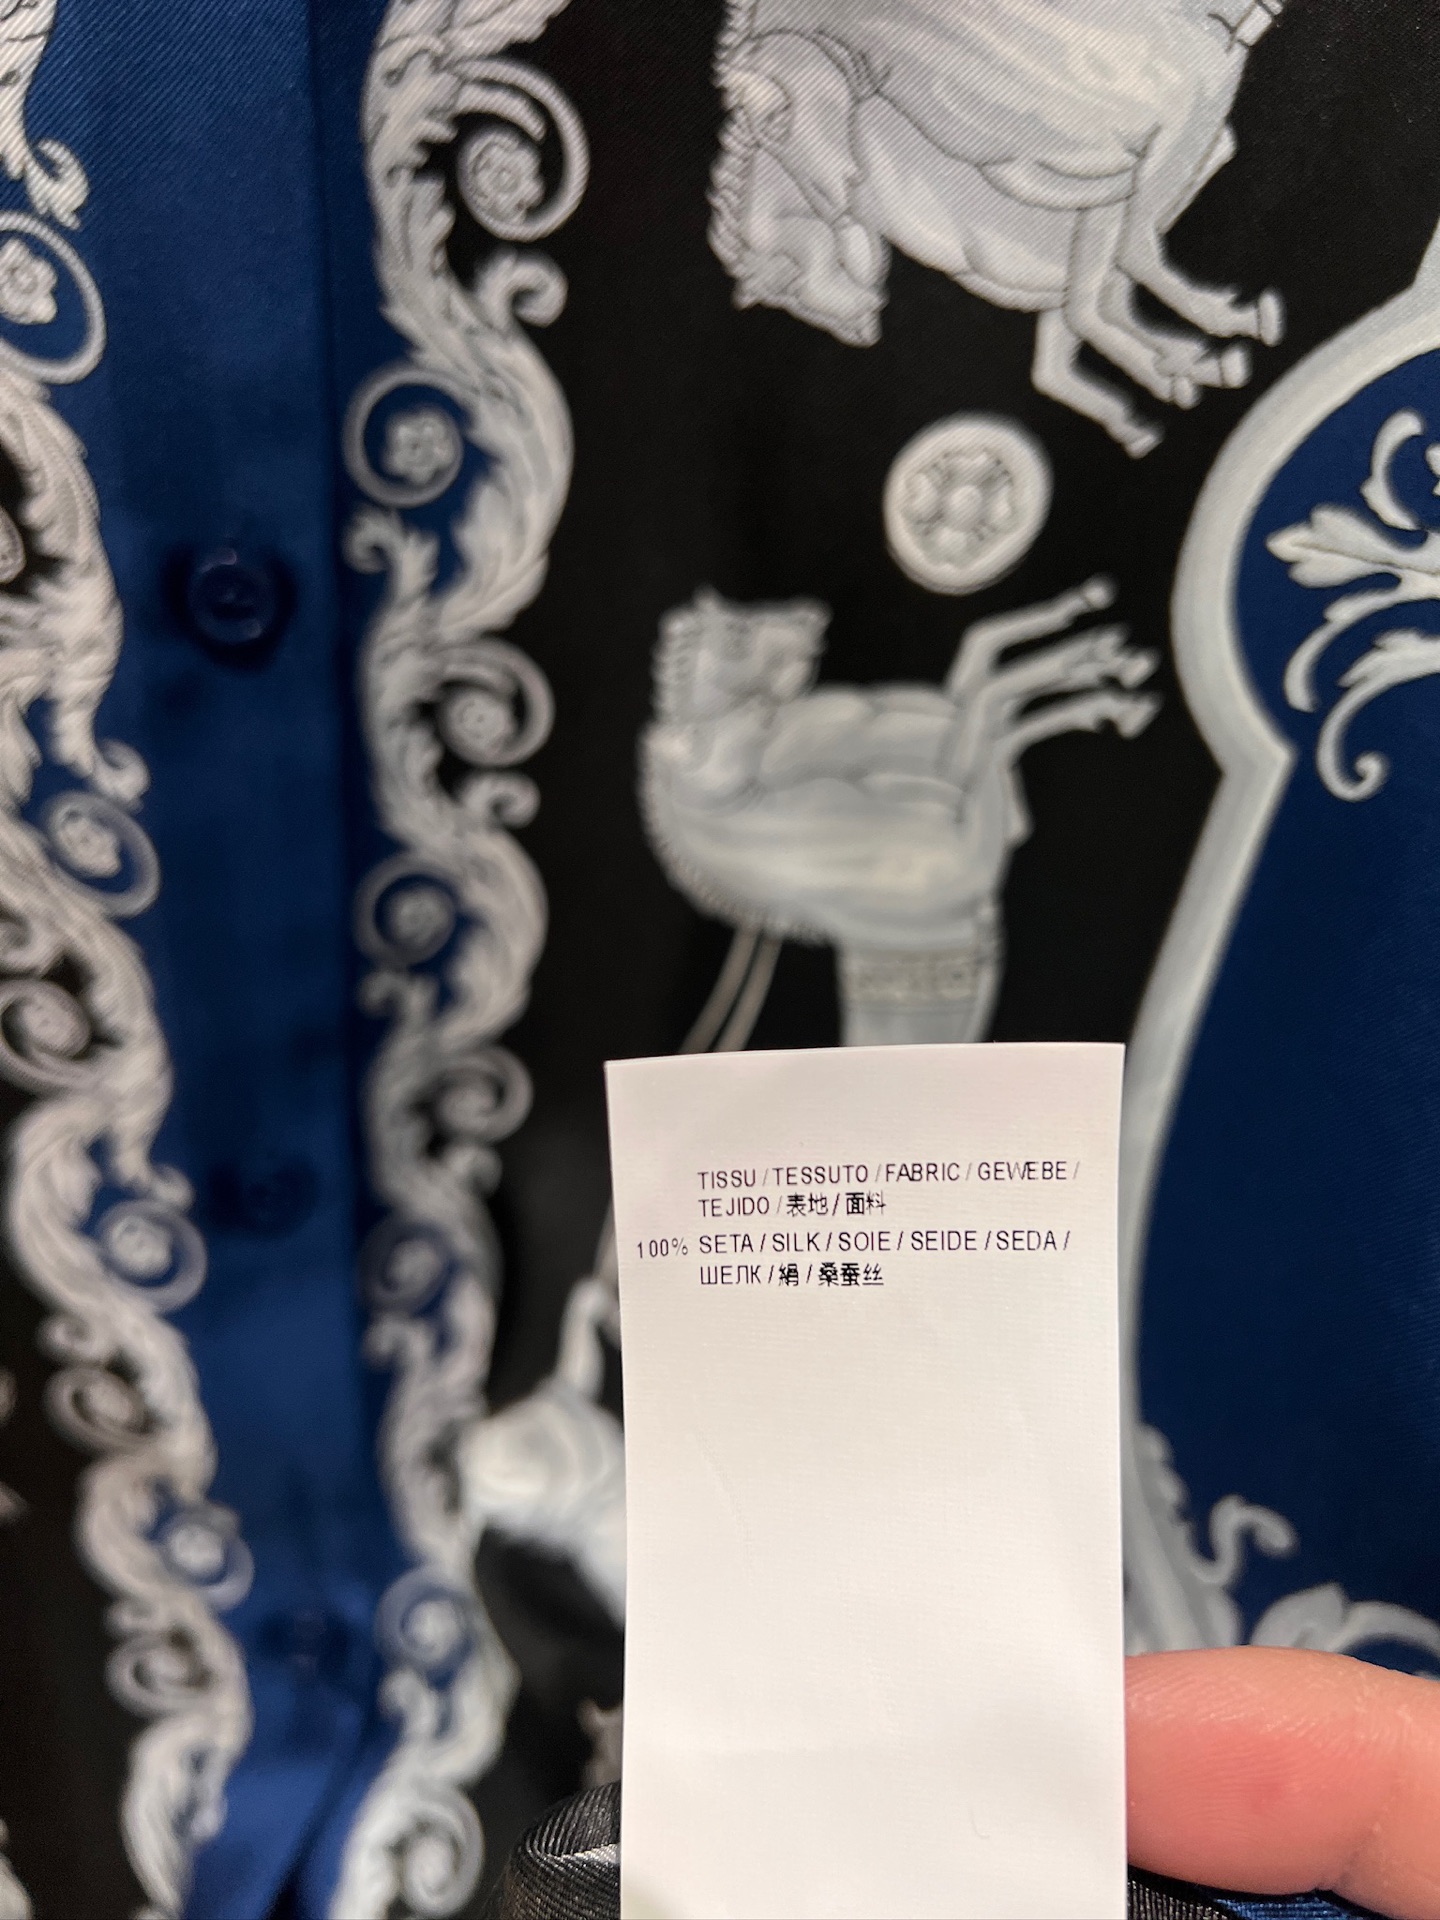 TISSU / TESSUTO / FABRIC / GEWEBE /
TEJIDO / 表地 / 面料
100% SETA / SILK / SOIE / SEIDE / SEDA /
ШЕЛК / 絹 / 桑蚕丝